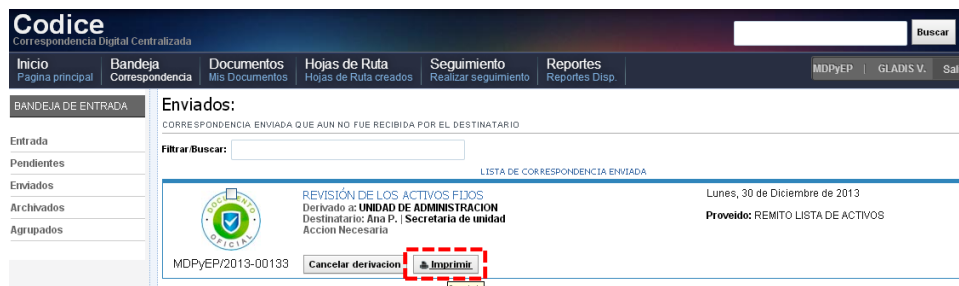 Codice
Correspondencia Digital Centralizada
Buscar
Inicio
Pagina principal
Bandeja
Correspondencia
Documentos
Mis Documentos
Hojas de Ruta
Hojas de Ruta creados
Seguimiento
Realizar seguimiento
Reportes
Reportes Disp.
MDPyEP | GLADIS V. Sal
BANDEJA DE ENTRADA
Entrada
Pendientes
Enviados
Archivados
Agrupados
Enviados:
CORRESPONDENCIA ENVIADA QUE AUN NO FUE RECIBIDA POR EL DESTINATARIO
Filtrar/Buscar:
LISTA DE CORRESPONDENCIA ENVIADA
DOCUMENTO
OFICIAL
MDPyEP/2013-00133
REVISIÓN DE LOS ACTIVOS FIJOS
Derivado a: UNIDAD DE ADMINISTRACION
Destinatario: Ana P. | Secretaria de unidad
Accion Necesaria
Cancelar derivacion
Imprimir
Lunes, 30 de Diciembre de 2013
Proveido: REMITO LISTA DE ACTIVOS